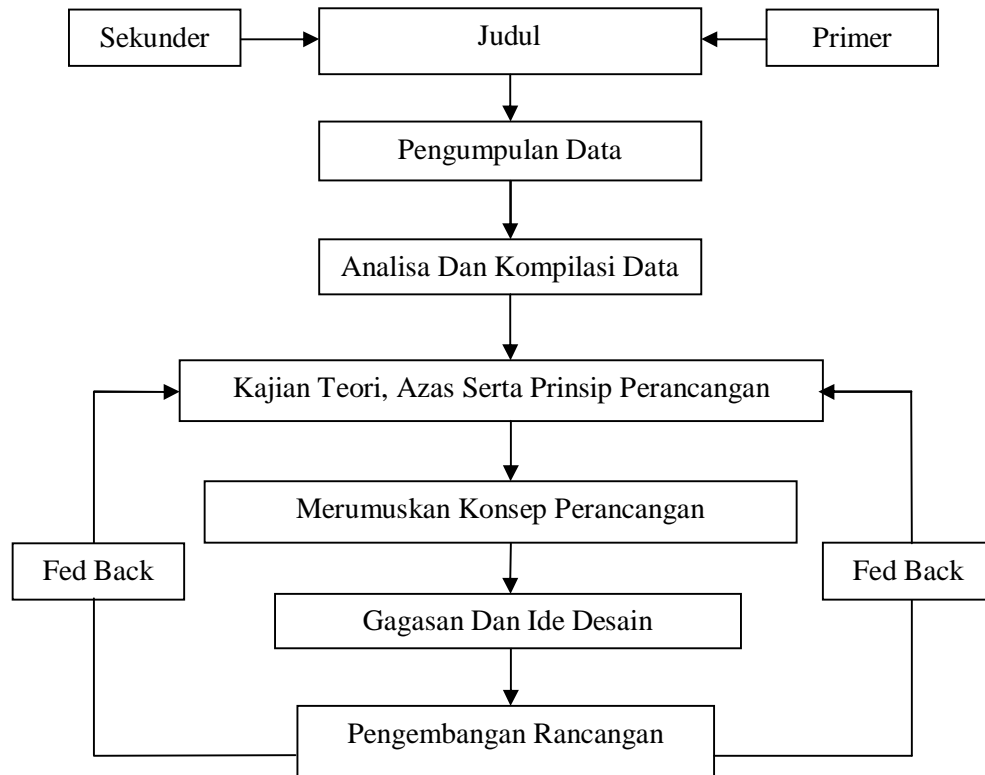 Sekunder
Judul
Primer
Pengumpulan Data
Analisa Dan Kompilasi Data
Kajian Teori, Azas Serta Prinsip Perancangan
Merumuskan Konsep Perancangan
Fed Back
Fed Back
Gagasan Dan Ide Desain
Pengembangan Rancangan